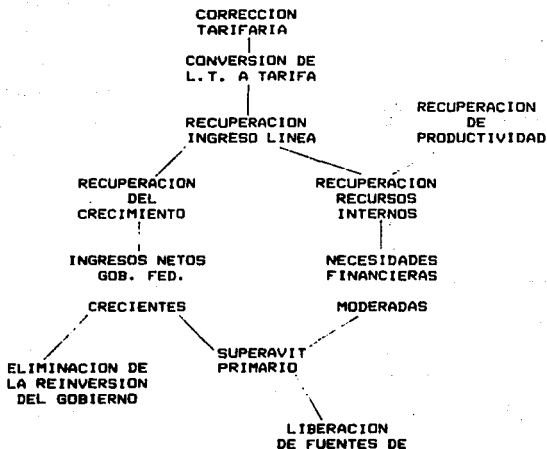 CORRECCION
TARIFARIA
CONVERSION DE
L.T. A TARIFA
RECUPERACION
INGRESO LINEA
RECUPERACION
DE
PRODUCTIVIDAD
RECUPERACION
DEL
CRECIMIENTO
RECUPERACION
RECURSOS
INTERNOS
INGRESOS NETOS
GOB. FED.
NECESIDADES
FINANCIERAS
CRECIENTES
MODERADAS
ELIMINACION DE
LA REINVERSION
DEL GOBIERNO
SUPERAVIT
PRIMARIO
LIBERACION
DE FUENTES DE